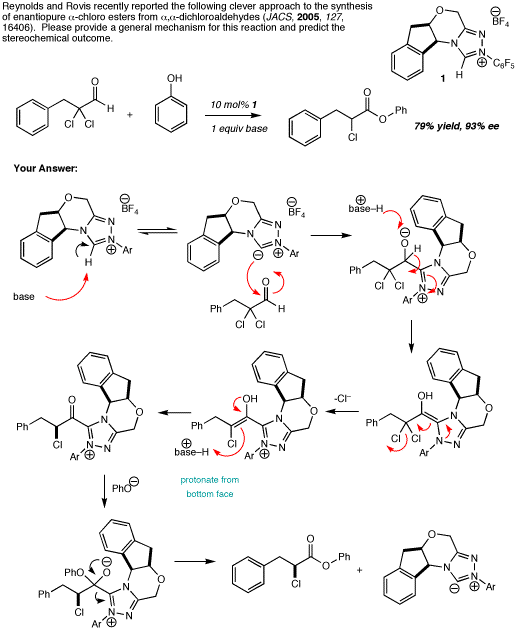 Reynolds and Rovis recently reported the following clever approach to the synthesis
of enantiopure α-chloro esters from α,α-dichloroaldehydes (JACS, 2005, 127,
16406). Please provide a general mechanism for this reaction and predict the
stereochemical outcome.
O
N
N
N
⊕
H
C6F5
⊖
BF4
1
Ph
Cl Cl
O
H
+
OH
10 mol% 1
1 equiv base
O
O
Ph
Cl
79% yield, 93% ee
Your Answer:
O
N
N
N
⊕
Ar
H
⊖
BF4
base
O
N
N
N
⊕
Ar
⊖
⊖
BF4
Ph
Cl Cl
O
H
⊕
base–H
⊖
O
H
Ph
Cl Cl
N
N
N
⊕
Ar
O
OH
Ph
Cl Cl
N
N
N
⊕
Ar
O
-Cl–
OH
Ph
Cl
N
N
N
⊕
Ar
O
⊕
base–H
protonate from
bottom face
O
Ph
Cl
N
N
N
⊕
Ar
O
PhO⊖
PhO
O
⊖
Ph
Cl
N
N
N
⊕
Ar
O
O
O
Ph
Cl
+
O
N
N
N
⊕
Ar
⊖